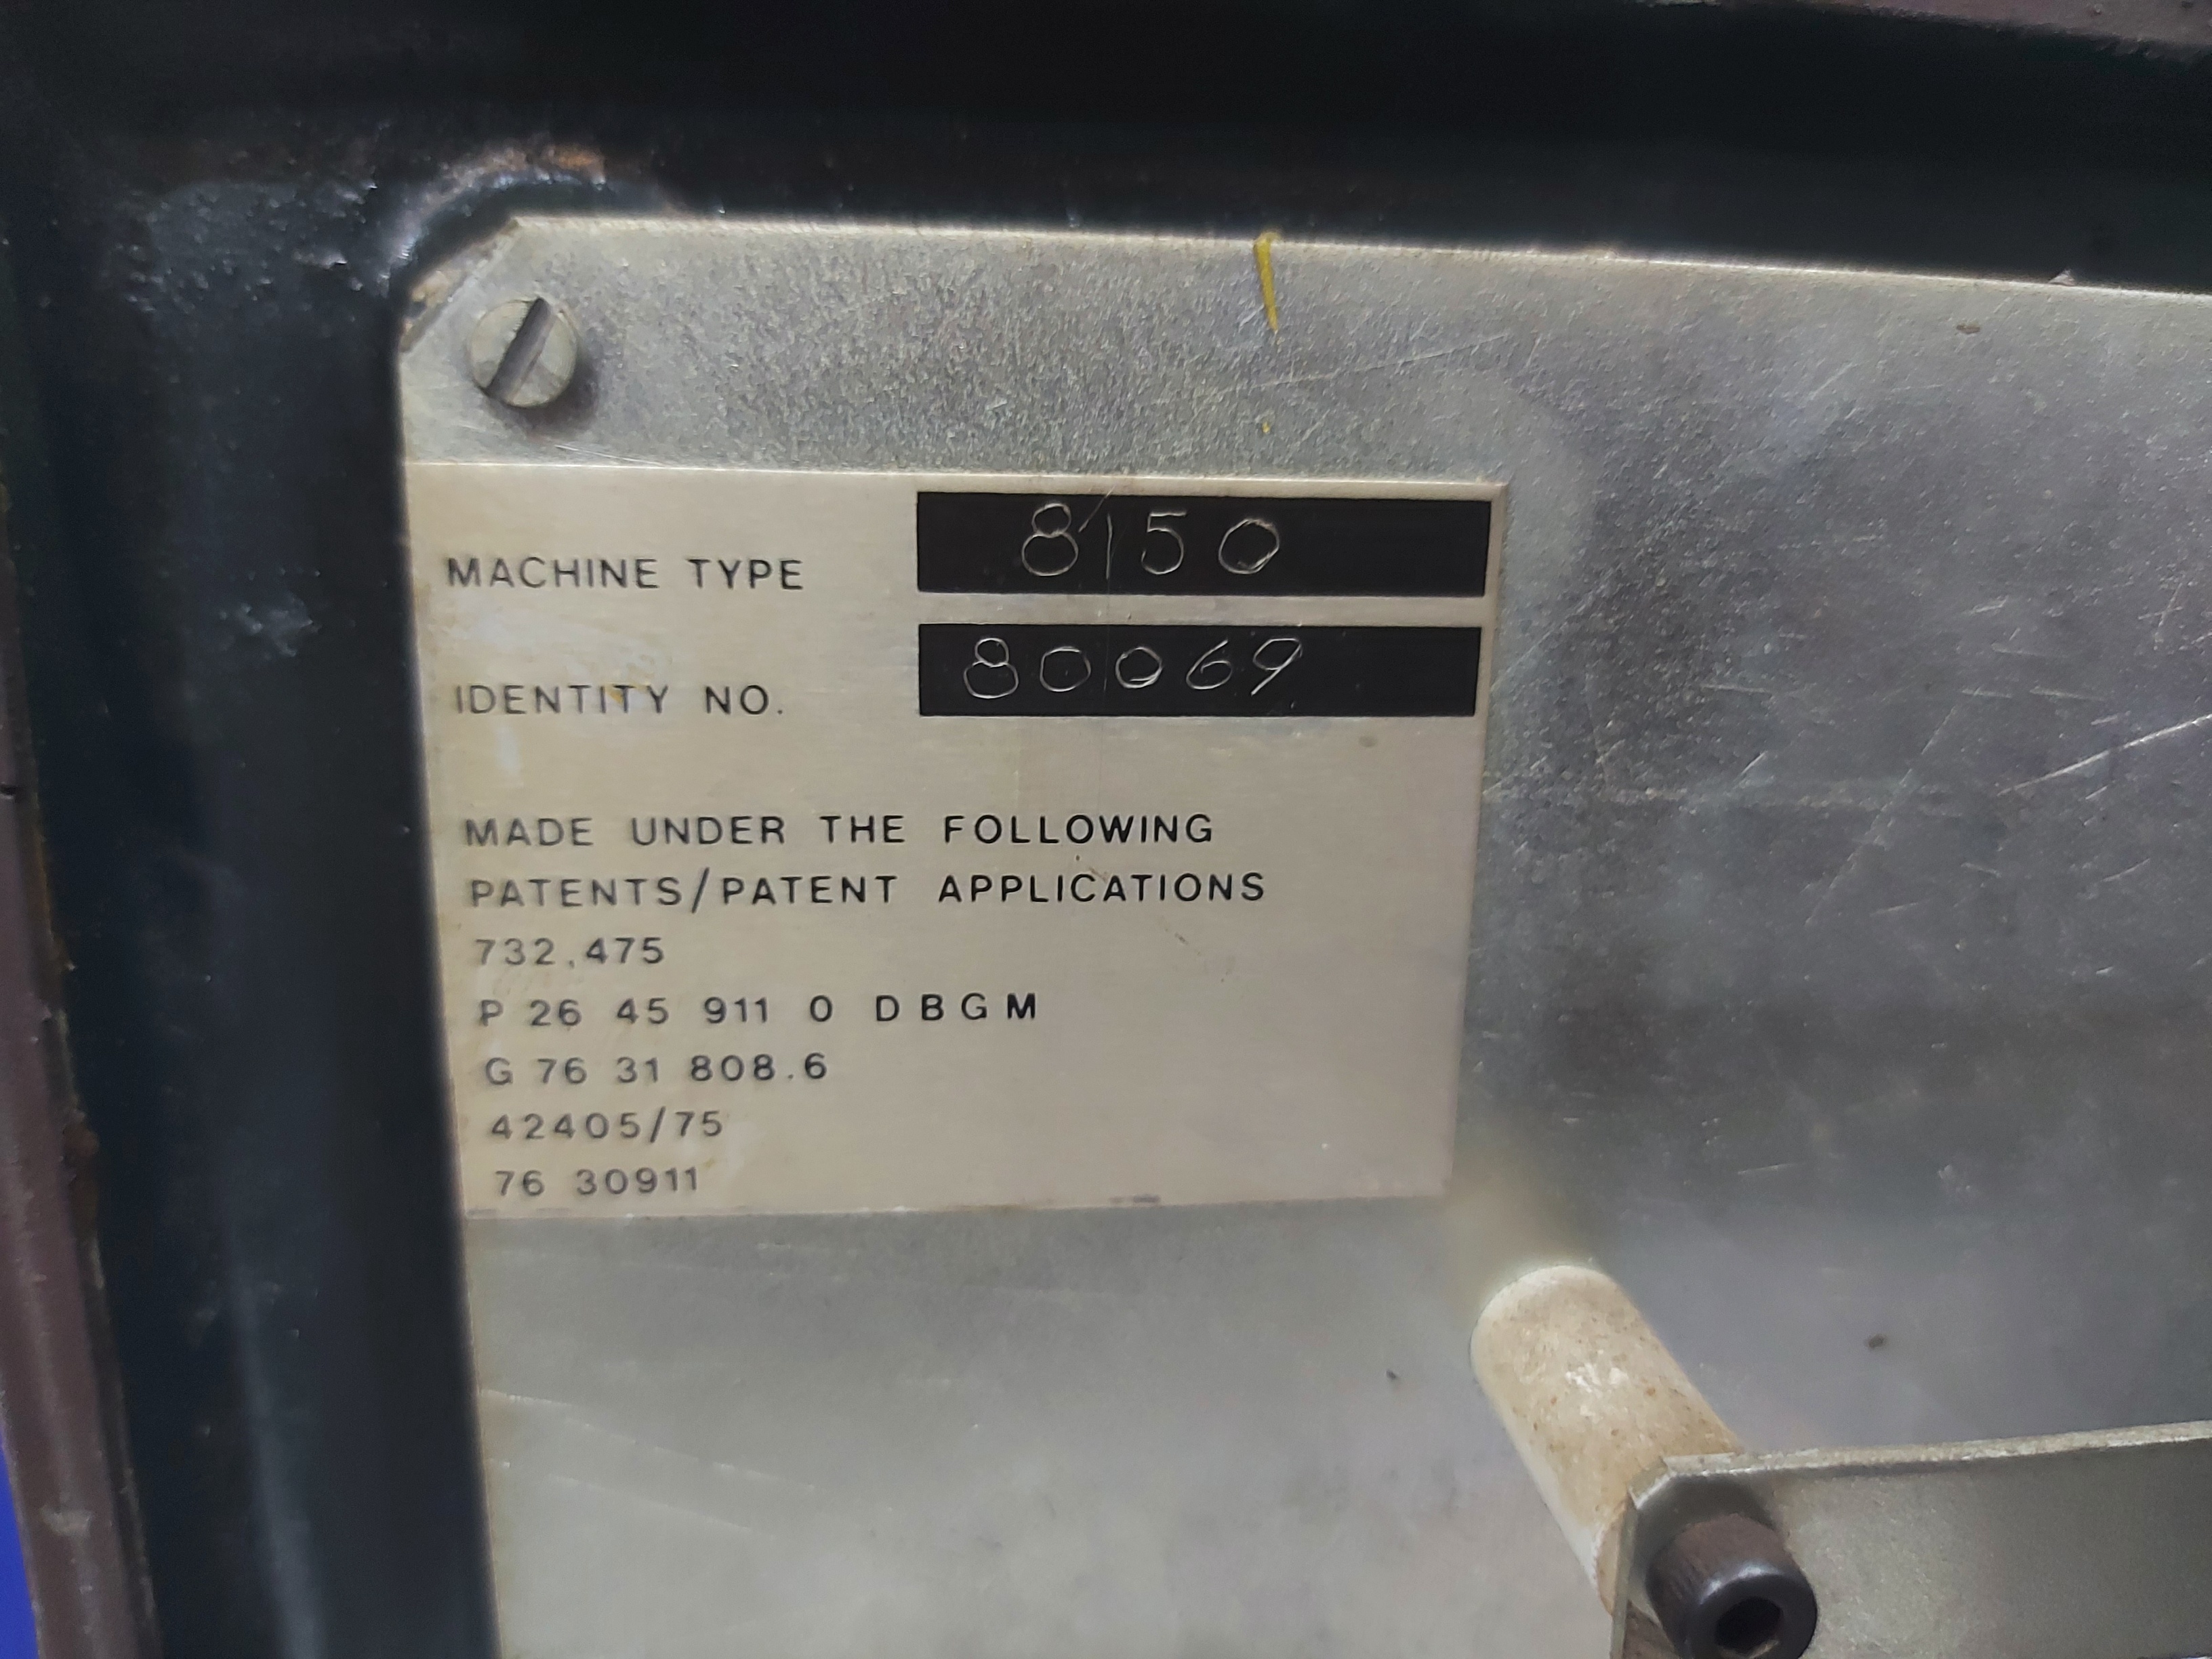 MACHINE TYPE 8150
IDENTITY NO. 80069
MADE UNDER THE FOLLOWING
PATENTS/PATENT APPLICATIONS
732,475
P 26 45 911 0 DBGM
G 76 31 808.6
42405/75
76 30911